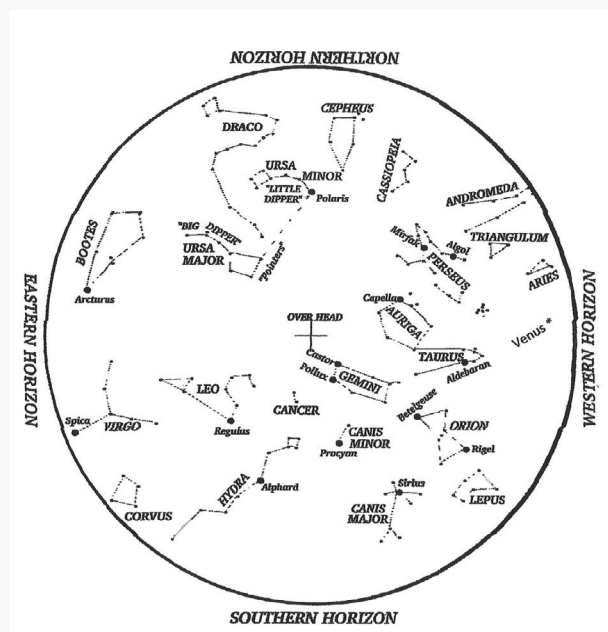 NORTHERN HORIZON
CEPHEUS
DRACO
CASSIOPEIA
URSA
MINOR
"LITTLE
DIPPER"
Polaris
ANDROMEDA
BOOTES
"BIG DIPPER"
URSA
MAJOR
"Pointers"
Mirfak
Algol
TRIANGULUM
PERSEUS
ARIES
Arcturus
Capella
AURIGA
EASTERN HORIZON
OVER HEAD
Venus*
WESTERN HORIZON
Castor
Pollux
GEMINI
TAURUS
Aldebaran
LEO
CANCER
Betelgeuse
ORION
Spica
VIRGO
Regulus
CANIS
MINOR
Procyon
Rigel
HYDRA
Alphard
Sirius
CANIS
MAJOR
LEPUS
CORVUS
SOUTHERN HORIZON